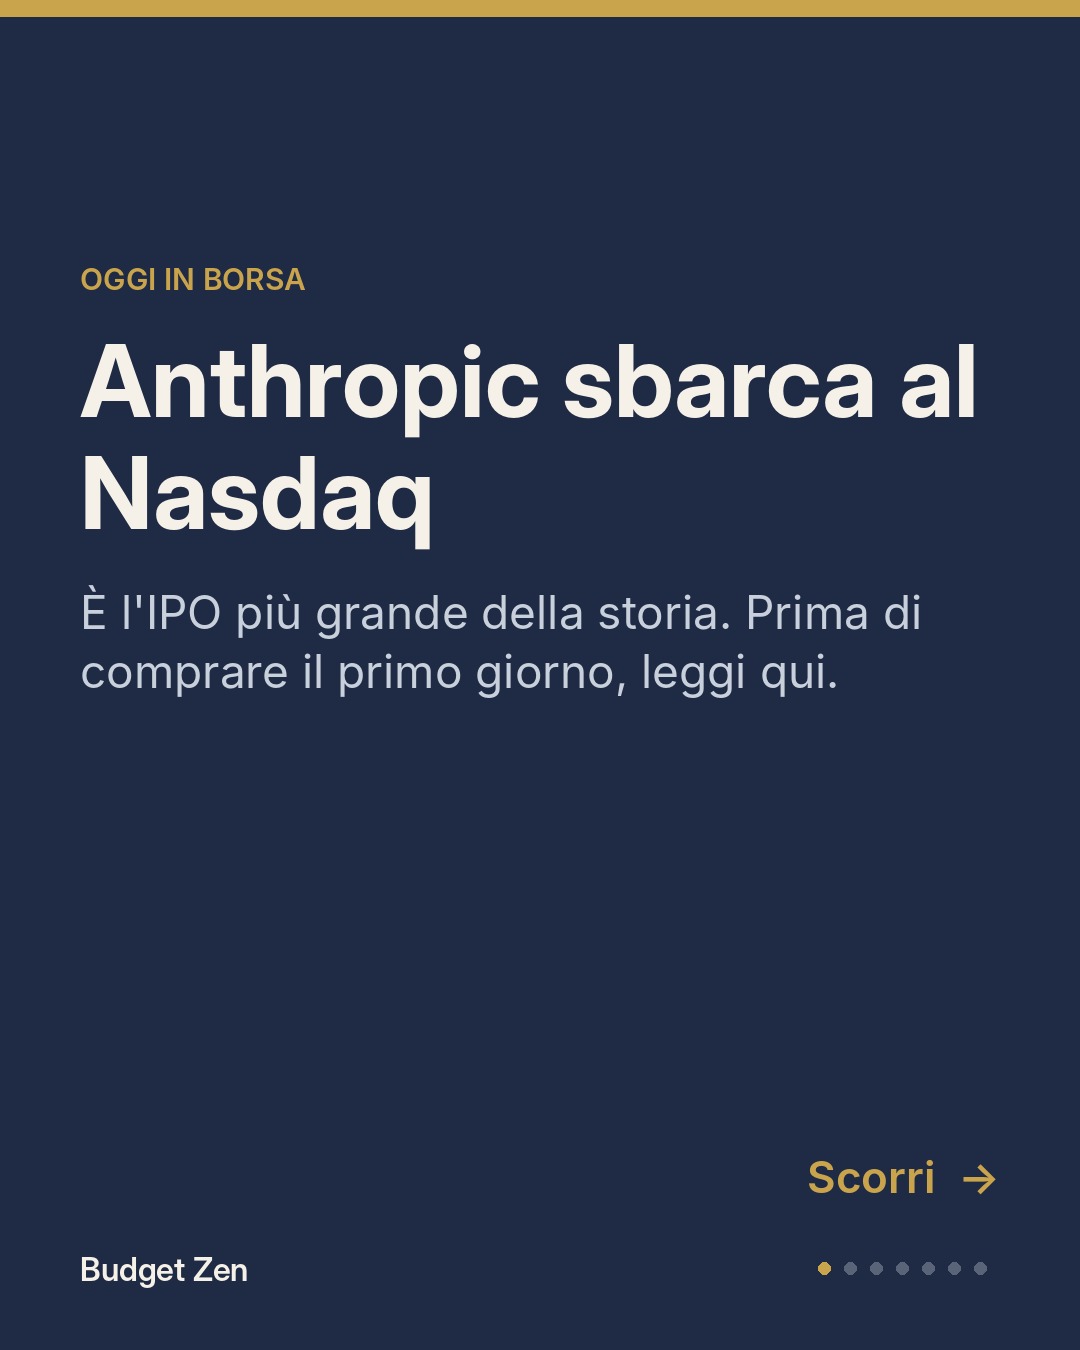 OGGI IN BORSA
Anthropic sbarca al
Nasdaq
È l'IPO più grande della storia. Prima di
comprare il primo giorno, leggi qui.
Scorri →
Budget Zen